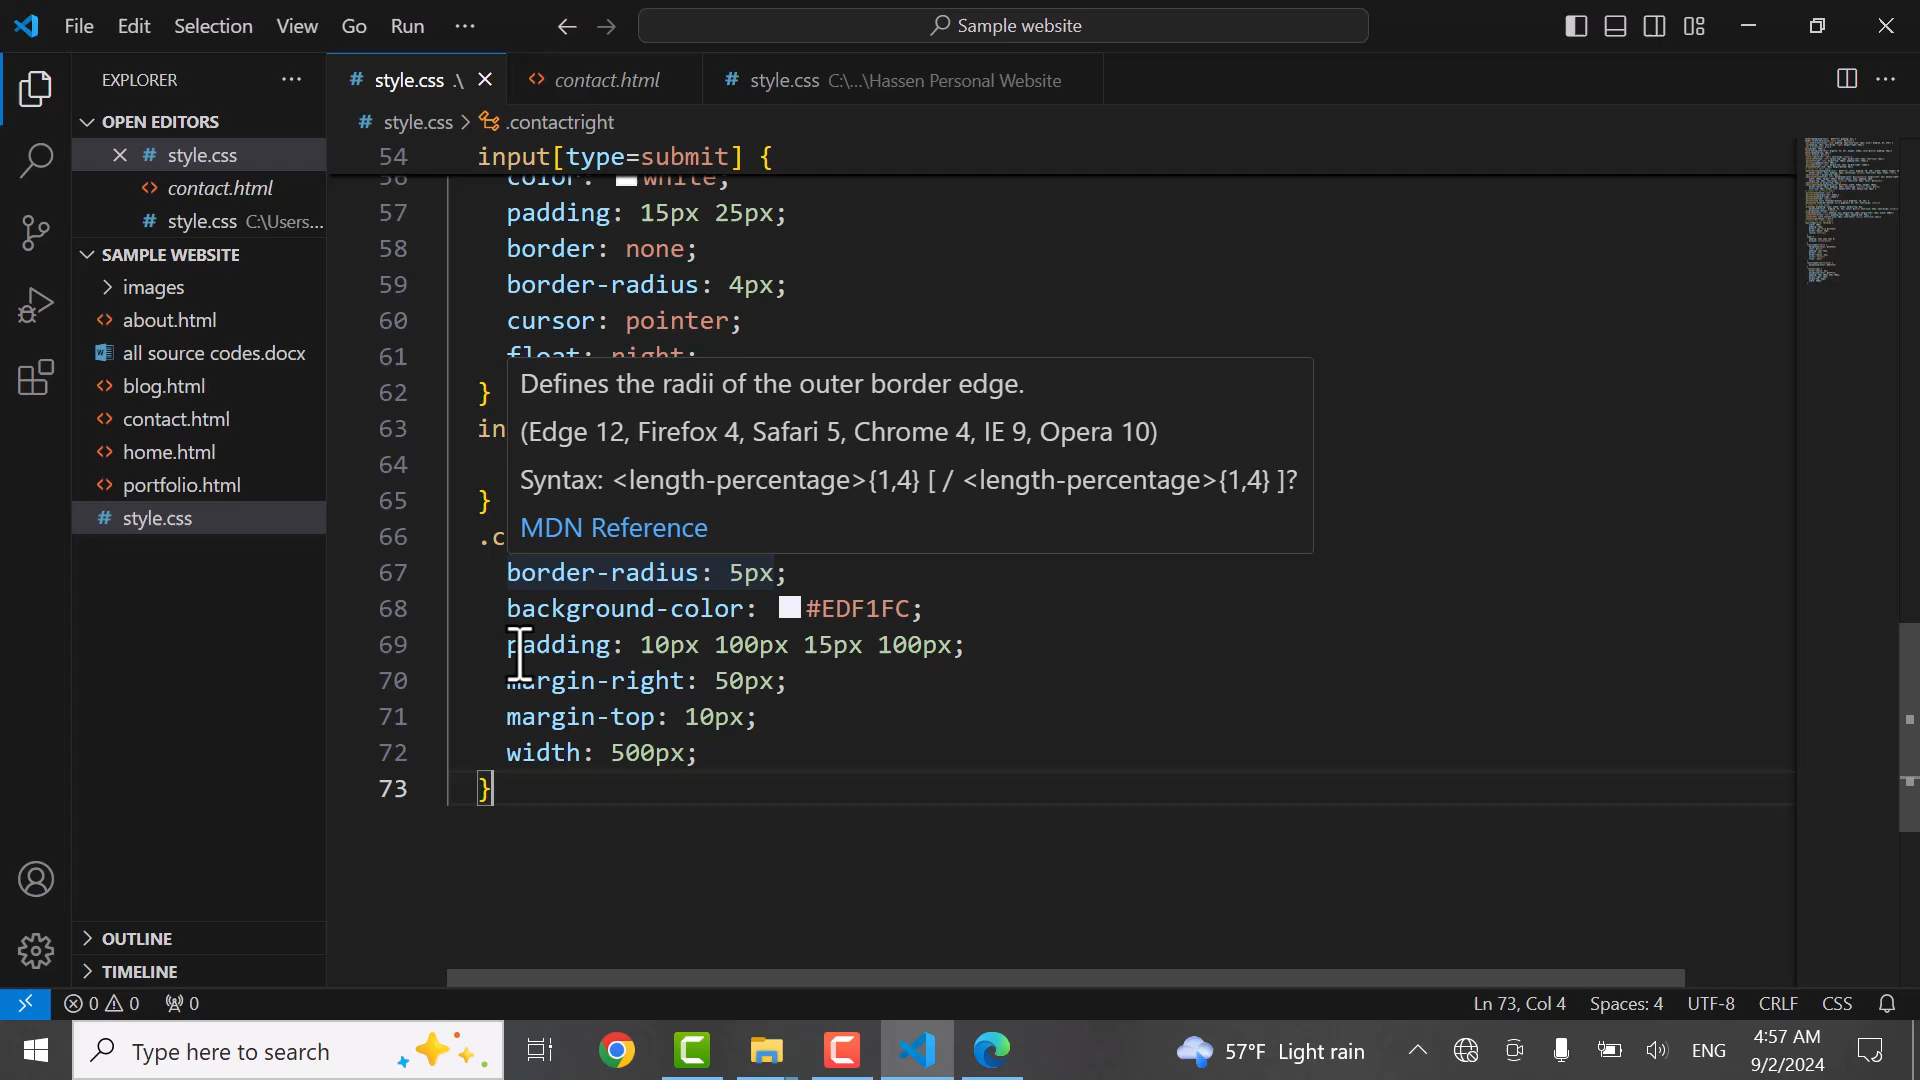 File Edit Selection View Go Run ··· Sample website
EXPLORER ···
style.css .\ contact.html style.css C:\...\Hassen Personal Website
OPEN EDITORS
style.css
contact.html
style.css C:\Users...
SAMPLE WEBSITE
images
about.html
all source codes.docx
blog.html
contact.html
home.html
portfolio.html
style.css
OUTLINE
TIMELINE
style.css > .contactright
54 input[type=submit] {
56 color: white;
57 padding: 15px 25px;
58 border: none;
59 border-radius: 4px;
60 cursor: pointer;
61 float: right;
62 }
63 in
64
65 }
66 .c
Defines the radii of the outer border edge.
(Edge 12, Firefox 4, Safari 5, Chrome 4, IE 9, Opera 10)
Syntax: <length-percentage>{1,4} [ / <length-percentage>{1,4} ]?
MDN Reference
67 border-radius: 5px;
68 background-color: #EDF1FC;
69 padding: 10px 100px 15px 100px;
70 margin-right: 50px;
71 margin-top: 10px;
72 width: 500px;
73 }
0 0 0 Ln 73, Col 4 Spaces: 4 UTF-8 CRLF CSS
Type here to search 57°F Light rain ENG
4:57 AM
9/2/2024